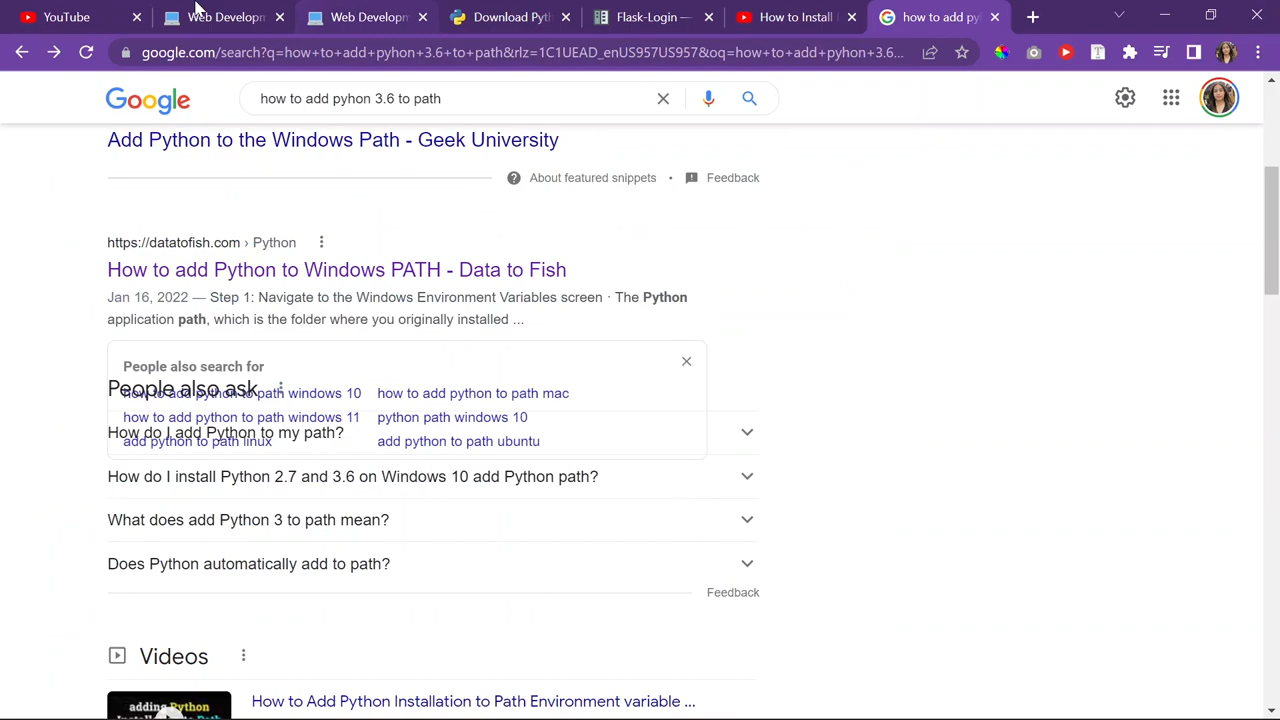 YouTube
Web Developn
Web Developn
Download Pyth
Flask-Login —
How to Install
how to add py
google.com/search?q=how+to+add+pyhon+3.6+to+path&rlz=1C1UEAD_enUS957US957&oq=how+to+add+pyhon+3.6...
Google
how to add pyhon 3.6 to path
Add Python to the Windows Path - Geek University
About featured snippets • Feedback
https://datatofish.com › Python
How to add Python to Windows PATH - Data to Fish
Jan 16, 2022 — Step 1: Navigate to the Windows Environment Variables screen · The Python
application path, which is the folder where you originally installed ...
People also search for
People also ask
how to add python to path windows 10
how to add python to path mac
how to add python to path windows 11
python path windows 10
How do I add Python to my path?
add python to path linux
add python to path ubuntu
How do I install Python 2.7 and 3.6 on Windows 10 add Python path?
What does add Python 3 to path mean?
Does Python automatically add to path?
Feedback
Videos
adding Python
How to Add Python Installation to Path Environment variable ...